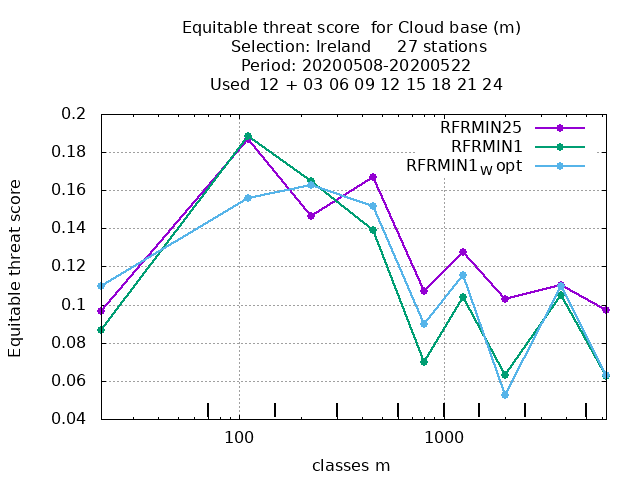 Equitable threat score  for Cloud base (m)
Selection: Ireland     27 stations
Period: 20200508-20200522
Used  12 + 03 06 09 12 15 18 21 24
RFRMIN25
RFRMIN1
RFRMIN1W opt
Equitable threat score
0.2
0.18
0.16
0.14
0.12
0.1
0.08
0.06
0.04
100
1000
classes m